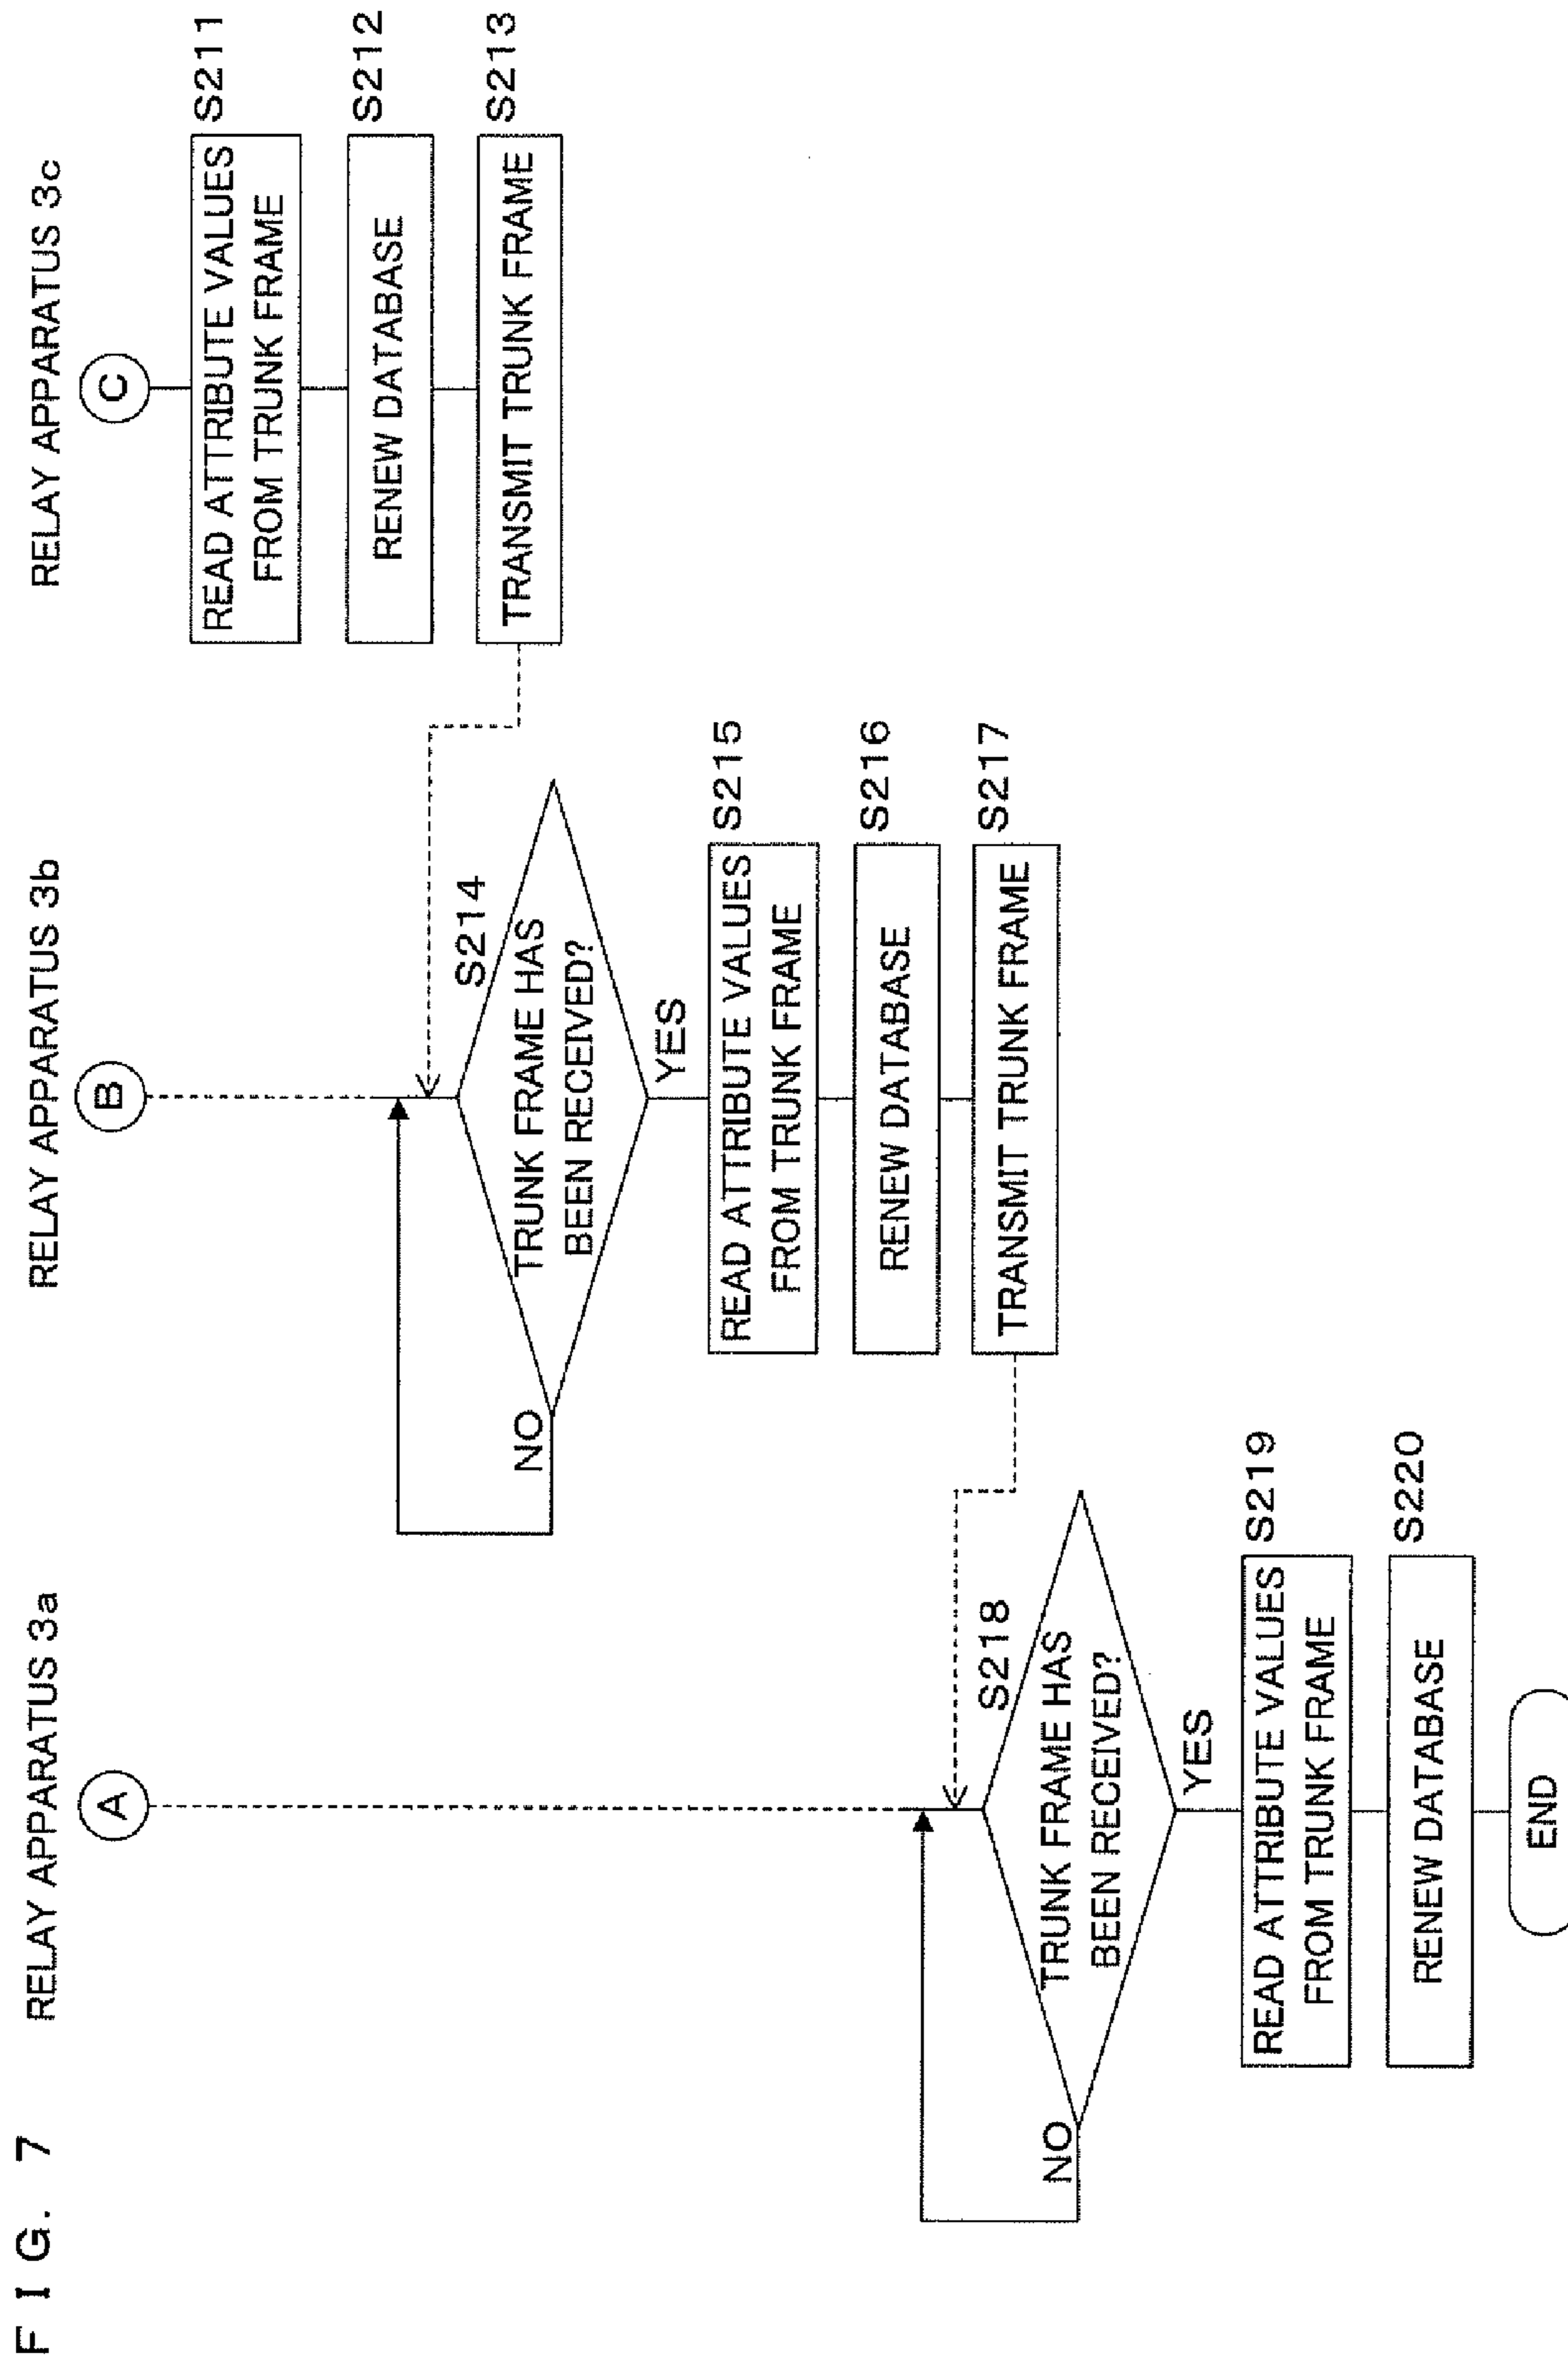 FIG. 7
RELAY APPARATUS 3a
RELAY APPARATUS 3b
RELAY APPARATUS 3c
A
B
C
READ ATTRIBUTE VALUES
FROM TRUNK FRAME
S211
RENEW DATABASE
S212
TRANSMIT TRUNK FRAME
S213
S214
TRUNK FRAME HAS
BEEN RECEIVED?
NO
YES
READ ATTRIBUTE VALUES
FROM TRUNK FRAME
S215
RENEW DATABASE
S216
TRANSMIT TRUNK FRAME
S217
S218
TRUNK FRAME HAS
BEEN RECEIVED?
NO
YES
READ ATTRIBUTE VALUES
FROM TRUNK FRAME
S219
RENEW DATABASE
S220
END